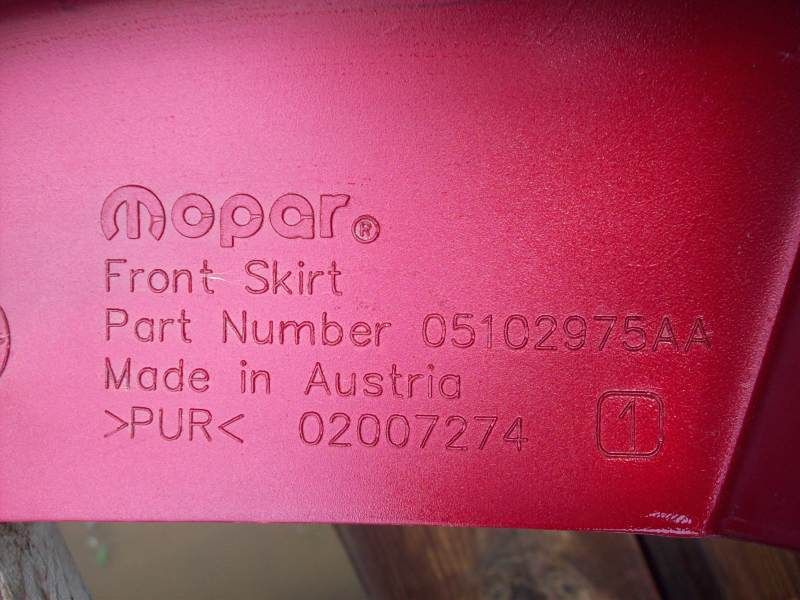 mopar®
Front Skirt
Part Number 05102975AA
Made in Austria
>PUR< 02007274 1